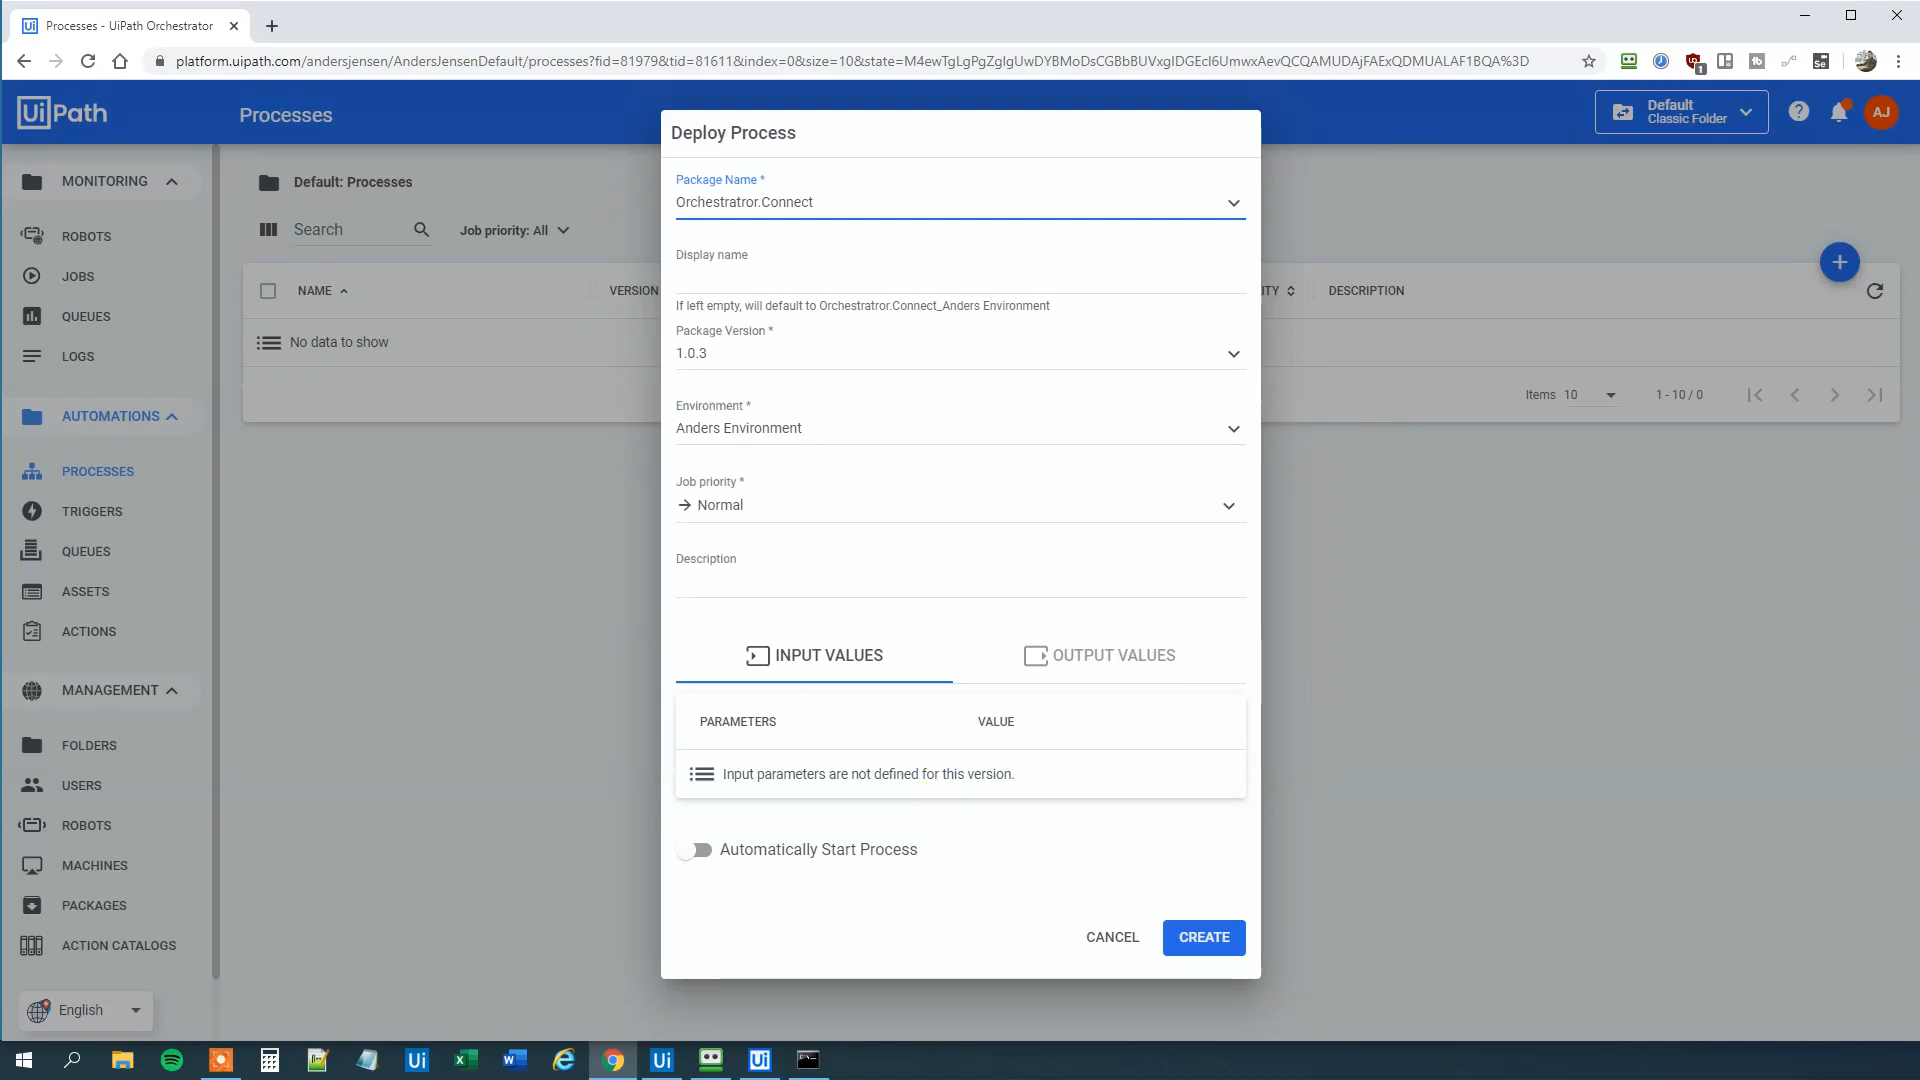 Processes - UiPath Orchestrator
platform.uipath.com/andersjensen/AndersJensenDefault/processes?fid=81979&tid=81611&index=0&size=10&state=M4ewTgLgPgZglgUwDYBMoDsCGBbBUVxgIDGEcI6UmwxAevQCQAMUDAjFAExQDMUALAF1BQA%3D
UiPath
Processes
Default
Classic Folder
AJ
MONITORING
ROBOTS
JOBS
QUEUES
LOGS
AUTOMATIONS
PROCESSES
TRIGGERS
QUEUES
ASSETS
ACTIONS
MANAGEMENT
FOLDERS
USERS
ROBOTS
MACHINES
PACKAGES
ACTION CATALOGS
English
Default: Processes
Search
Job priority: All
NAME
VERSION
ITY
DESCRIPTION
No data to show
Items 10
1 - 10 / 0
Deploy Process
Package Name *
Orchestratror.Connect
Display name
If left empty, will default to Orchestratror.Connect_Anders Environment
Package Version *
1.0.3
Environment *
Anders Environment
Job priority *
Normal
Description
INPUT VALUES
OUTPUT VALUES
PARAMETERS
VALUE
Input parameters are not defined for this version.
Automatically Start Process
CANCEL
CREATE